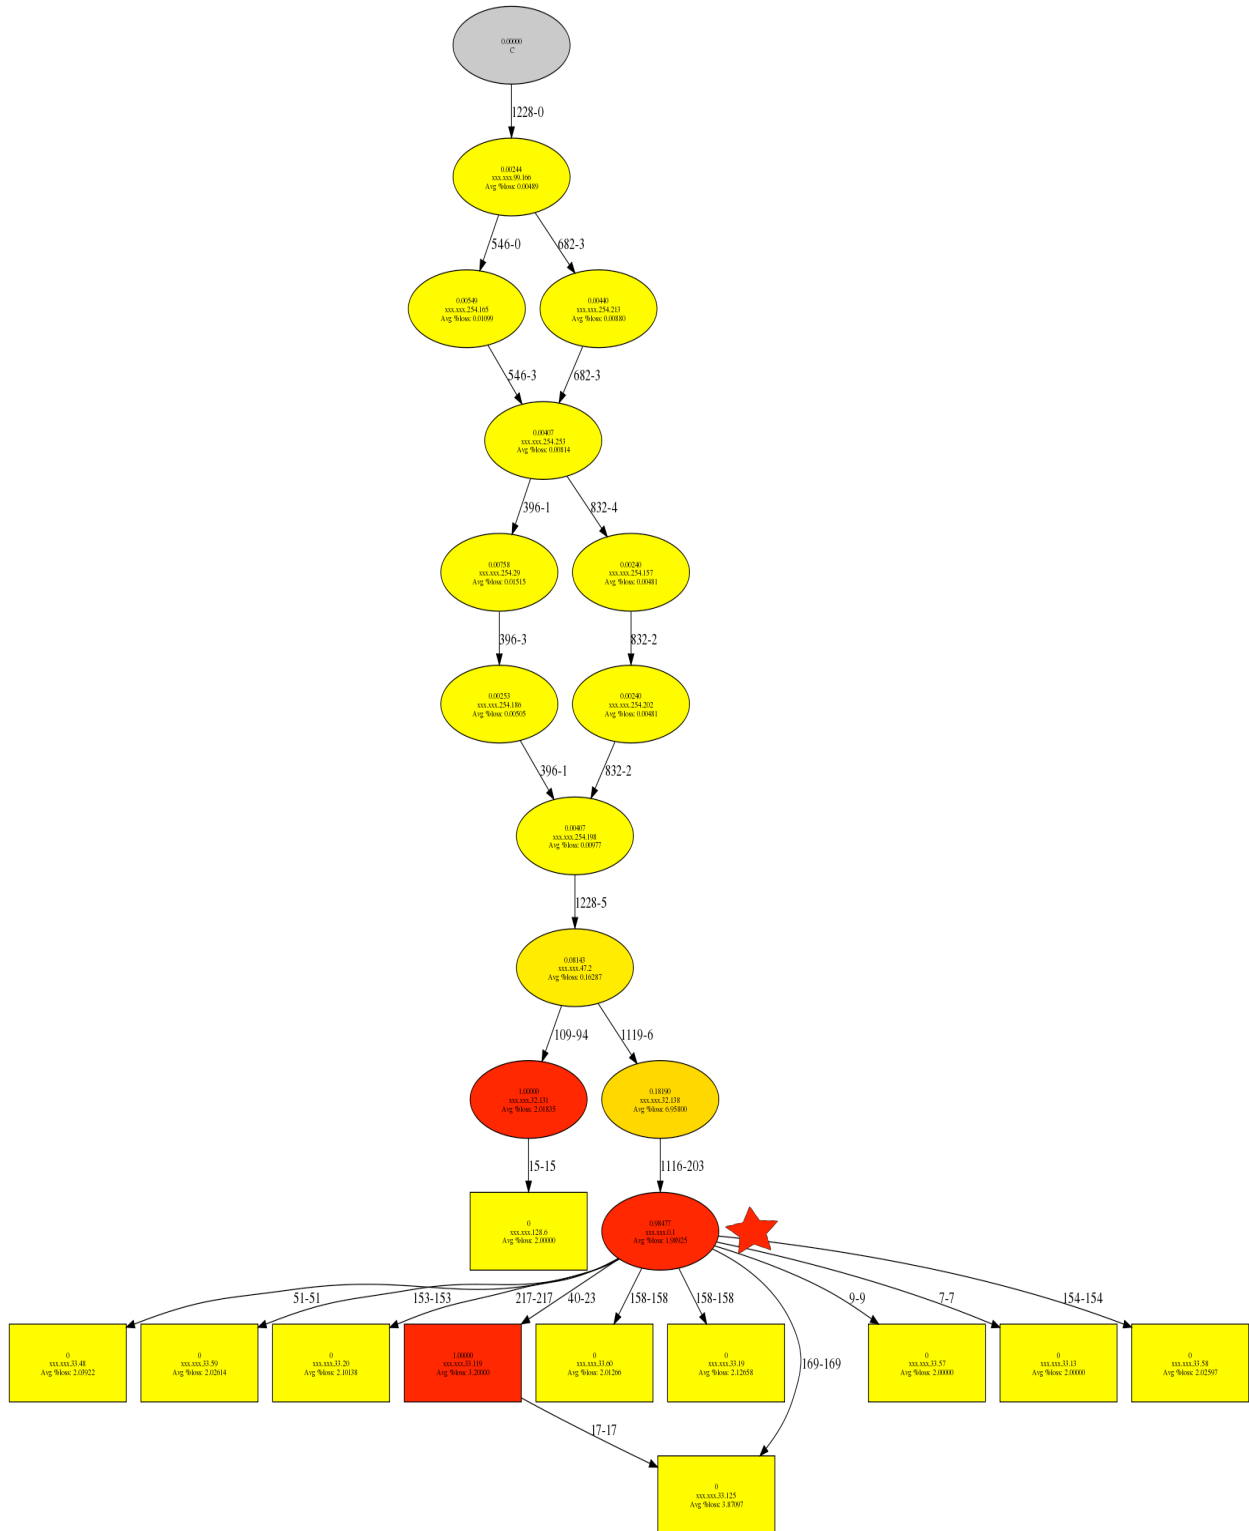 0.00000
C
1228-0
0.00244
xxx.xxx.99.166
Avg %loss: 0.00489
546-0
682-3
0.00549
xxx.xxx.254.165
Avg %loss: 0.01099
0.00440
xxx.xxx.254.213
Avg %loss: 0.00880
546-3
682-3
0.00407
xxx.xxx.254.253
Avg %loss: 0.00814
396-1
832-4
0.00758
xxx.xxx.254.29
Avg %loss: 0.01515
0.00240
xxx.xxx.254.157
Avg %loss: 0.00481
396-3
832-2
0.00253
xxx.xxx.254.186
Avg %loss: 0.00505
0.00240
xxx.xxx.254.202
Avg %loss: 0.00481
396-1
832-2
0.00407
xxx.xxx.254.198
Avg %loss: 0.00977
1228-5
0.08143
xxx.xxx.47.2
Avg %loss: 0.16287
109-94
1119-6
1.00000
xxx.xxx.32.131
Avg %loss: 2.01835
0.18190
xxx.xxx.32.138
Avg %loss: 6.95800
15-15
1116-203
0
xxx.xxx.128.6
Avg %loss: 2.00000
0.98477
xxx.xxx.0.1
Avg %loss: 1.98925
51-51
153-153
217-217
40-23
158-158
158-158
9-9
7-7
154-154
0
xxx.xxx.33.48
Avg %loss: 2.03922
0
xxx.xxx.33.59
Avg %loss: 2.02614
0
xxx.xxx.33.20
Avg %loss: 2.10138
1.00000
xxx.xxx.33.119
Avg %loss: 3.20000
0
xxx.xxx.33.60
Avg %loss: 2.01266
0
xxx.xxx.33.19
Avg %loss: 2.12658
169-169
0
xxx.xxx.33.57
Avg %loss: 2.00000
0
xxx.xxx.33.13
Avg %loss: 2.00000
0
xxx.xxx.33.58
Avg %loss: 2.02597
17-17
0
xxx.xxx.33.125
Avg %loss: 3.87097